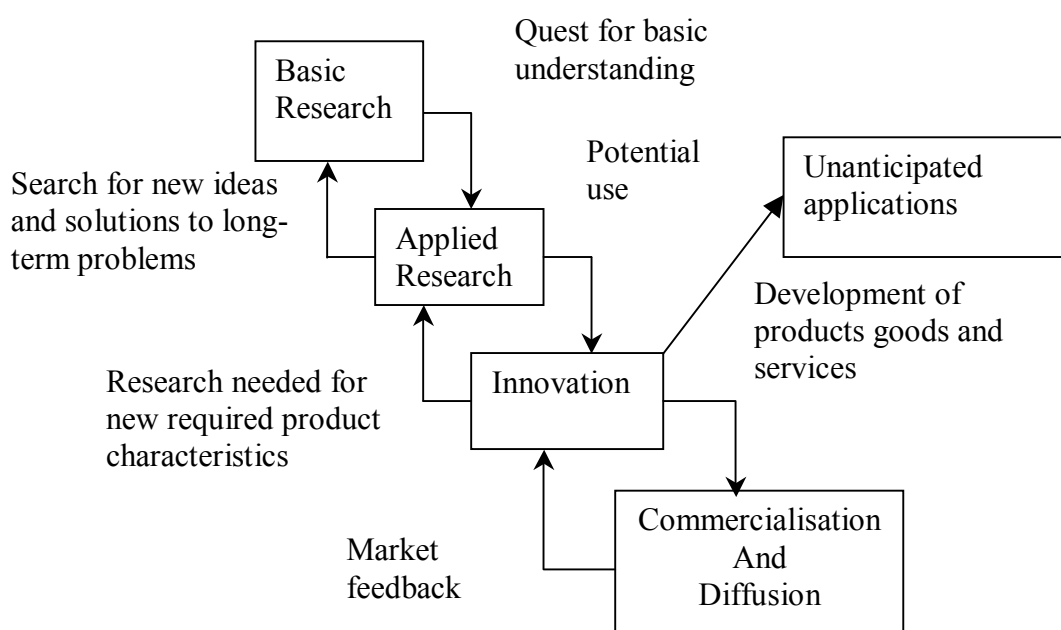 Quest for basic
understanding
Basic
Research
Potential
use
Unanticipated
applications
Search for new ideas
and solutions to long-
term problems
Applied
Research
Development of
products goods and
services
Research needed for
new required product
characteristics
Innovation
Commercialisation
And
Diffusion
Market
feedback